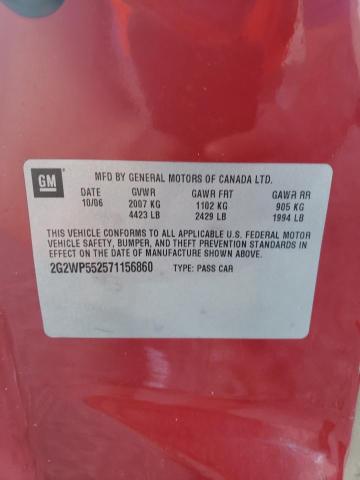 GM
MFD BY GENERAL MOTORS OF CANADA LTD.
DATE GVWR GAWR FRT GAWR RR
10/06 2007 KG 1102 KG 905 KG
4423 LB 2429 LB 1994 LB
THIS VEHICLE CONFORMS TO ALL APPLICABLE U.S. FEDERAL MOTOR
VEHICLE SAFETY, BUMPER, AND THEFT PREVENTION STANDARDS
IN EFFECT ON THE DATE OF MANUFACTURE SHOWN ABOVE.
2G2WP552571156860 TYPE: PASS CAR